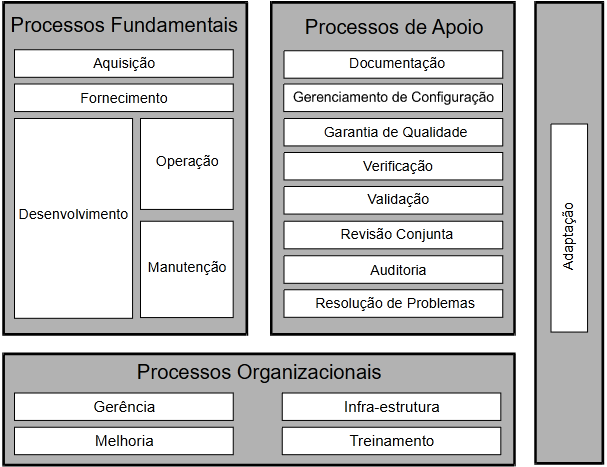 Processos Fundamentais
Aquisição
Fornecimento
Desenvolvimento
Operação
Manutenção
Processos de Apoio
Documentação
Gerenciamento de Configuração
Garantia de Qualidade
Verificação
Validação
Revisão Conjunta
Auditoria
Resolução de Problemas
Adaptação
Processos Organizacionais
Gerência
Infra-estrutura
Melhoria
Treinamento